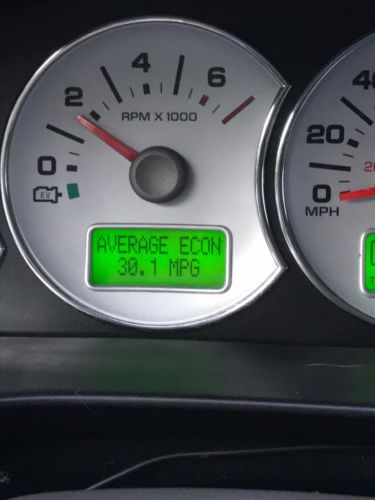 4
2
6
RPM X 1000
0
EV
AVERAGE ECON
30.1 MPG
40
20
0
MPH